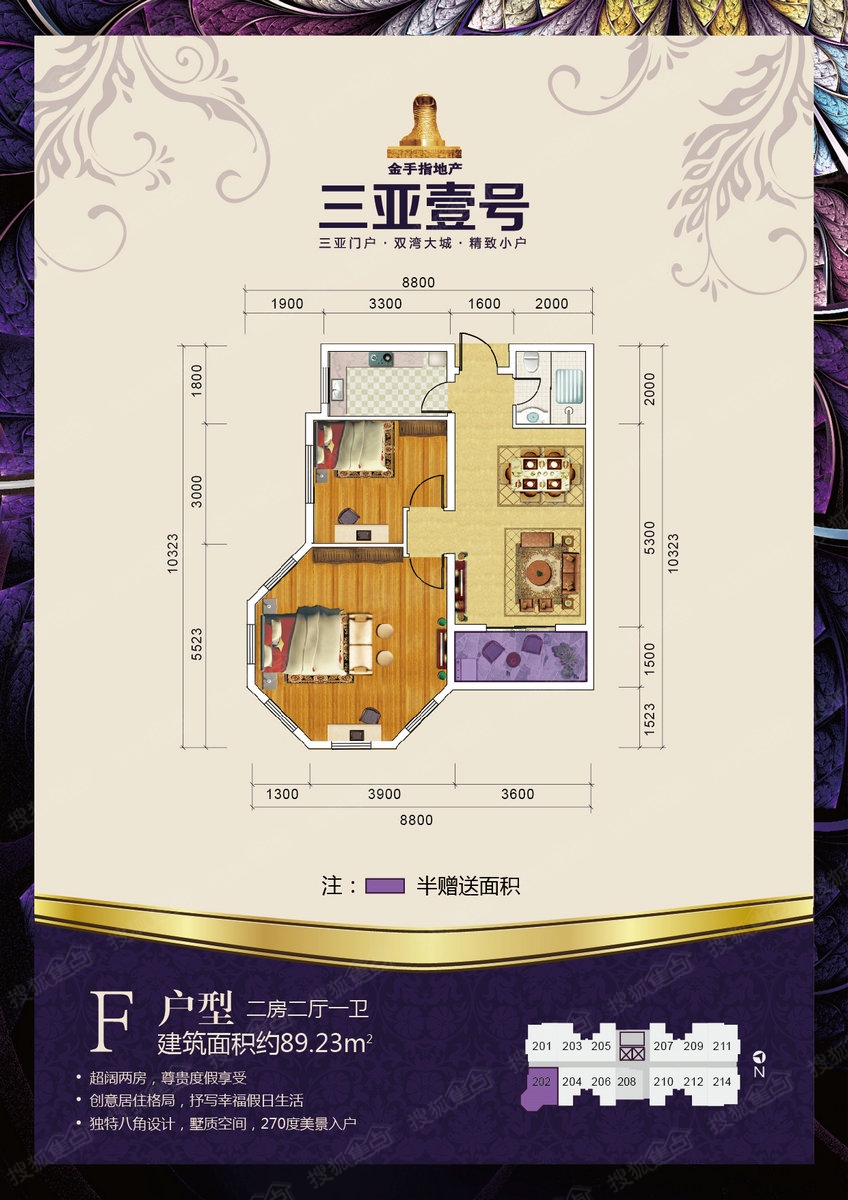 金手指地产
三亚壹号
三亚门户·双湾大城·精致小户
8800
1900 3300 1600 2000
1800
3000
5523
10323
2000
5300
1500
1523
10323
1300 3900 3600
8800
注： 半赠送面积
F 户型 二房二厅一卫
建筑面积约89.23m²
• 超阔两房，尊贵度假享受
• 创意居住格局，抒写幸福假日生活
• 独特八角设计，墅质空间，270度美景入户
201 203 205 207 209 211
202 204 206 208 210 212 214
N
搜狐焦点